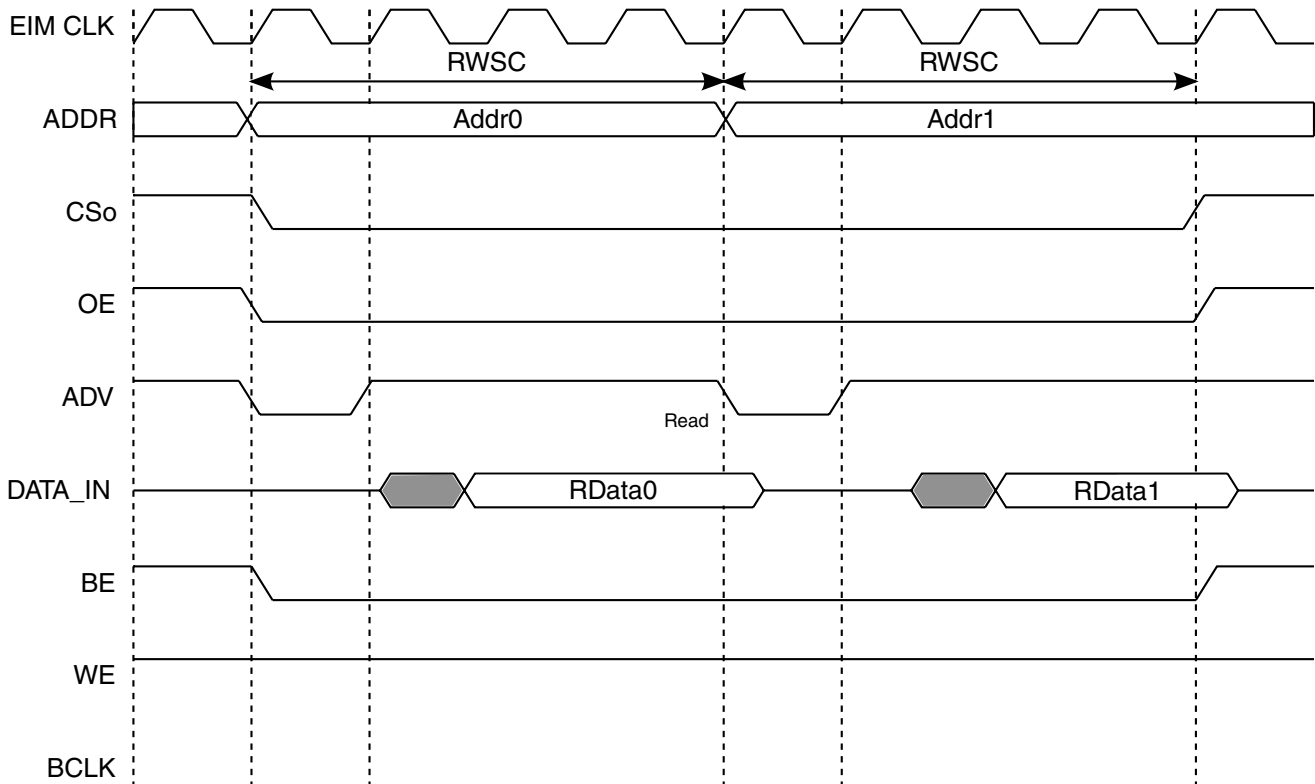 EIM CLK
RWSC RWSC
ADDR Addr0 Addr1
CSo
OE
ADV
Read
DATA_IN RData0 RData1
BE
WE
BCLK